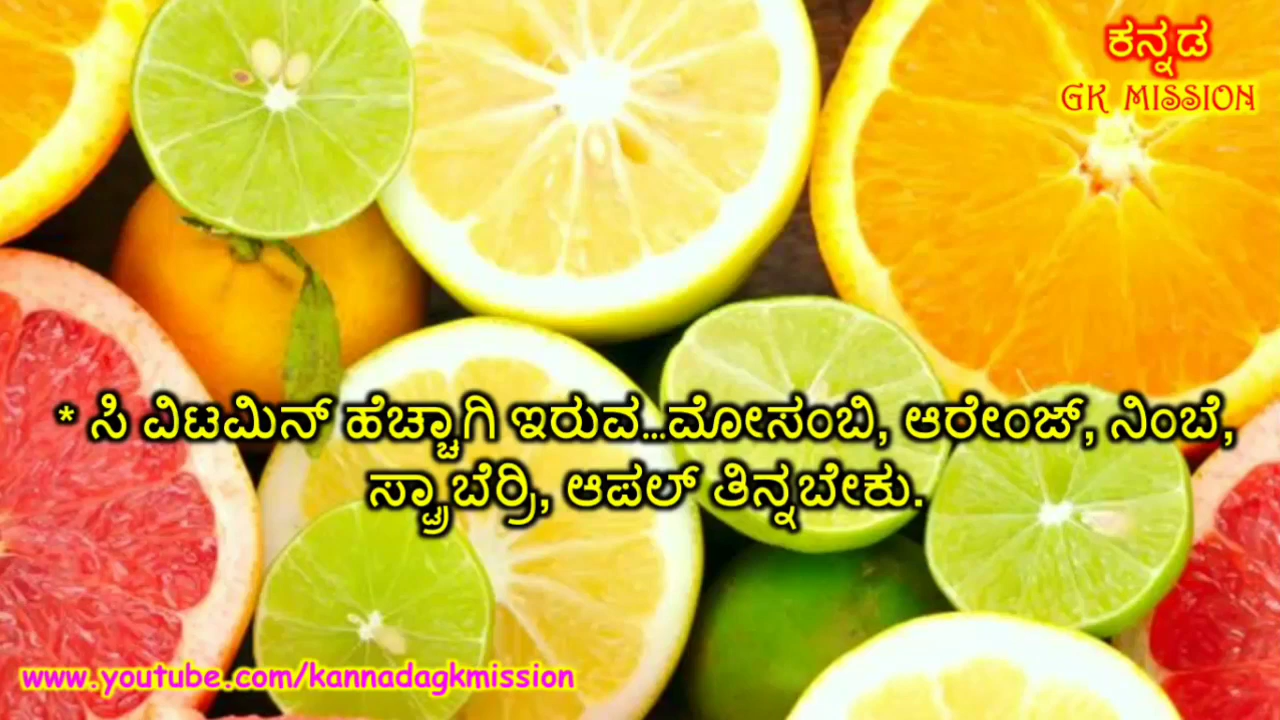 ಕನ್ನಡ
GK MISSION
* ಸಿ ವಿಟಮಿನ್ ಹೆಚ್ಚಾಗಿ ಇರುವ...ಮೋಸಂಬಿ, ಆರೇಂಜ್, ನಿಂಬೆ,
ಸ್ಟ್ರಾಬೆರ್ರಿ, ಆಪಲ್ ತಿನ್ನಬೇಕು.
www.youtube.com/kannadagkmission